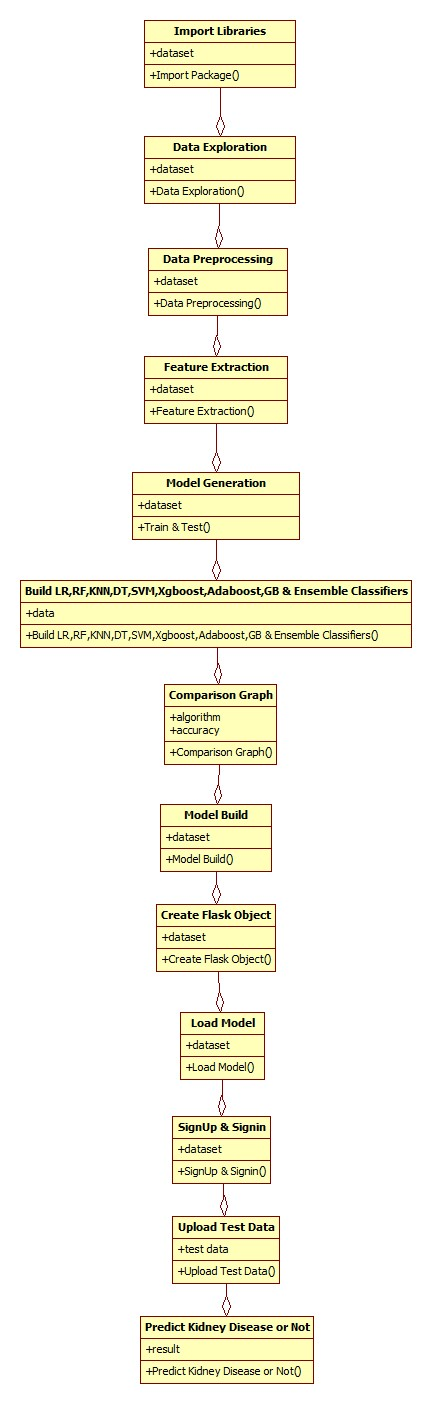 Import Libraries
+dataset
+Import Package()
Data Exploration
+dataset
+Data Exploration()
Data Preprocessing
+dataset
+Data Preprocessing()
Feature Extraction
+dataset
+Feature Extraction()
Model Generation
+dataset
+Train & Test()
Build LR,RF,KNN,DT,SVM,Xgboost,Adaboost,GB & Ensemble Classifiers
+data
+Build LR,RF,KNN,DT,SVM,Xgboost,Adaboost,GB & Ensemble Classifiers()
Comparison Graph
+algorithm
+accuracy
+Comparison Graph()
Model Build
+dataset
+Model Build()
Create Flask Object
+dataset
+Create Flask Object()
Load Model
+dataset
+Load Model()
SignUp & Signin
+dataset
+SignUp & Signin()
Upload Test Data
+test data
+Upload Test Data()
Predict Kidney Disease or Not
+result
+Predict Kidney Disease or Not()